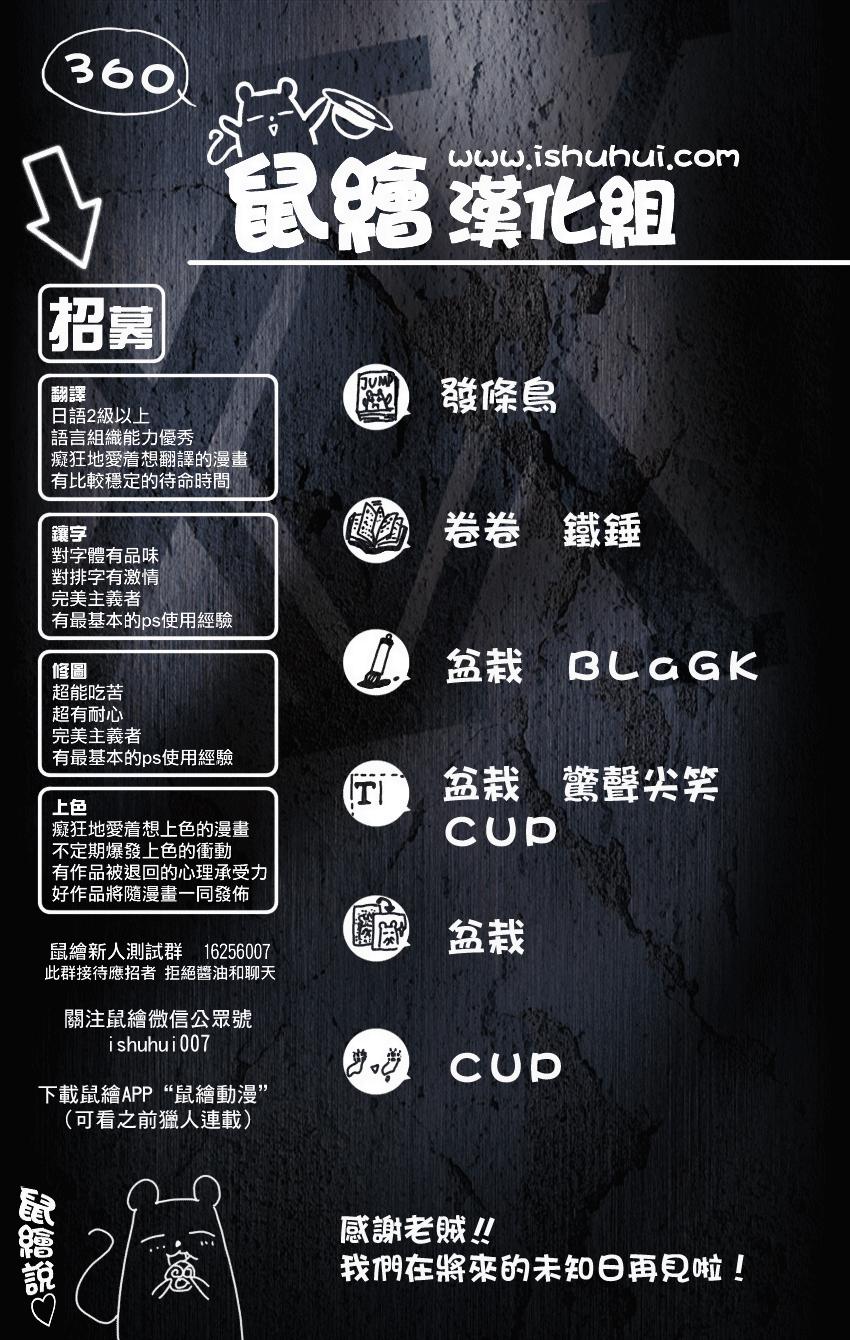 360
www.ishuhui.com
鼠繪漢化組
招募
翻譯
日語2級以上
語言組織能力優秀
癡狂地愛着想翻譯的漫畫
有比較穩定的待命時間
鑲字
對字體有品味
對排字有激情
完美主義者
有最基本的ps使用經驗
修圖
超能吃苦
超有耐心
完美主義者
有最基本的ps使用經驗
上色
癡狂地愛着想上色的漫畫
不定期爆發上色的衝動
有作品被退回的心理承受力
好作品將隨漫畫一同發佈
鼠繪新人測試群 16256007
此群接待應招者 拒絕醬油和聊天
關注鼠繪微信公眾號
ishuhui007
下載鼠繪APP“鼠繪動漫”
（可看之前獵人連載）
JUMP
發條鳥
卷卷 鐵錘
盆栽 BLaGK
T
盆栽 驚聲尖笑
CUP
盆栽
CUP
鼠繪說♡
感謝老賊!!
我們在將來的未知日再見啦！